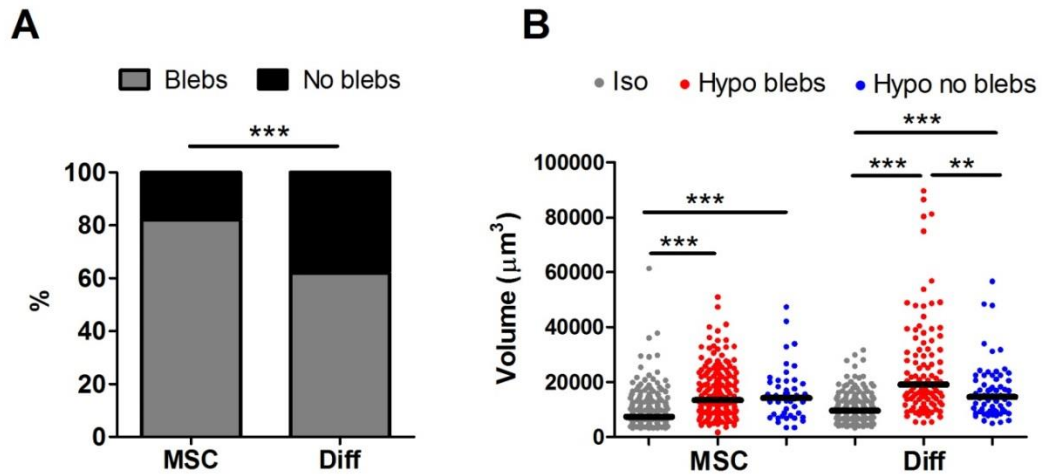 A
Blebs No blebs
***
100
80
60
40
20
0
%
MSC Diff
B
Iso Hypo blebs Hypo no blebs
***
*** **
***
***
100000
80000
60000
40000
20000
0
Volume (μm³)
MSC Diff